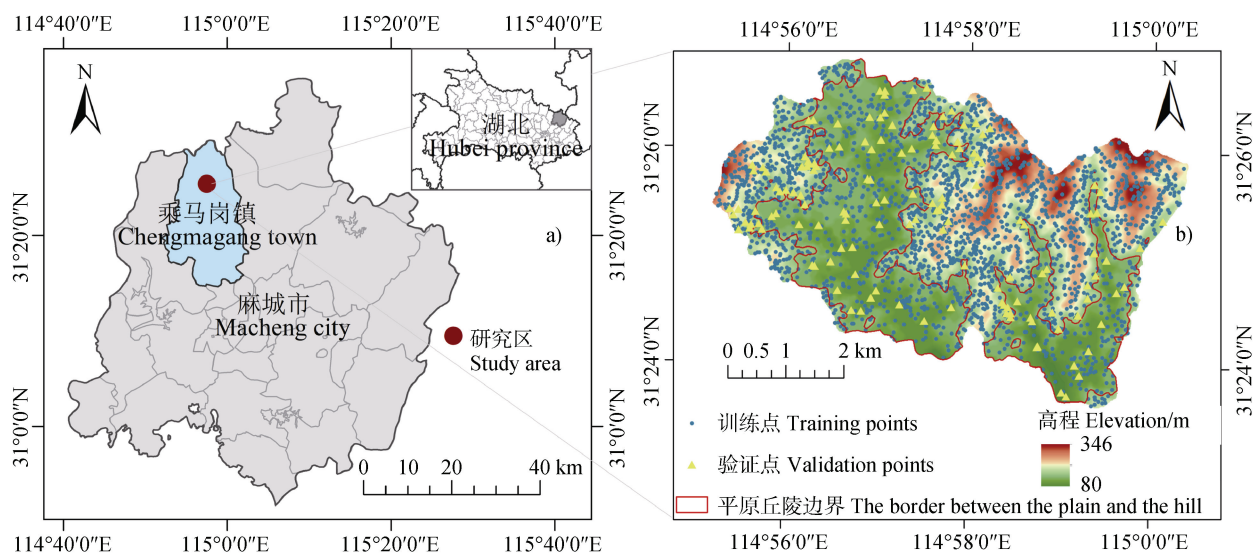 114°40′0″E 115°0′0″E 115°20′0″E 115°40′0″E
N
湖北
Hubei province
乘马岗镇
Chengmagang town
a)
麻城市
Macheng city
研究区
Study area
0 10 20 40 km
31°20′0″N
31°0′0″N
31°20′0″N
31°0′0″N
114°40′0″E 115°0′0″E 115°20′0″E 115°40′0″E
114°56′0″E 114°58′0″E 115°0′0″E
N
b)
31°26′0″N
31°24′0″N
31°26′0″N
31°24′0″N
0 0.5 1 2 km
训练点 Training points
验证点 Validation points
平原丘陵边界 The border between the plain and the hill
高程 Elevation/m
346
80
114°56′0″E 114°58′0″E 115°0′0″E